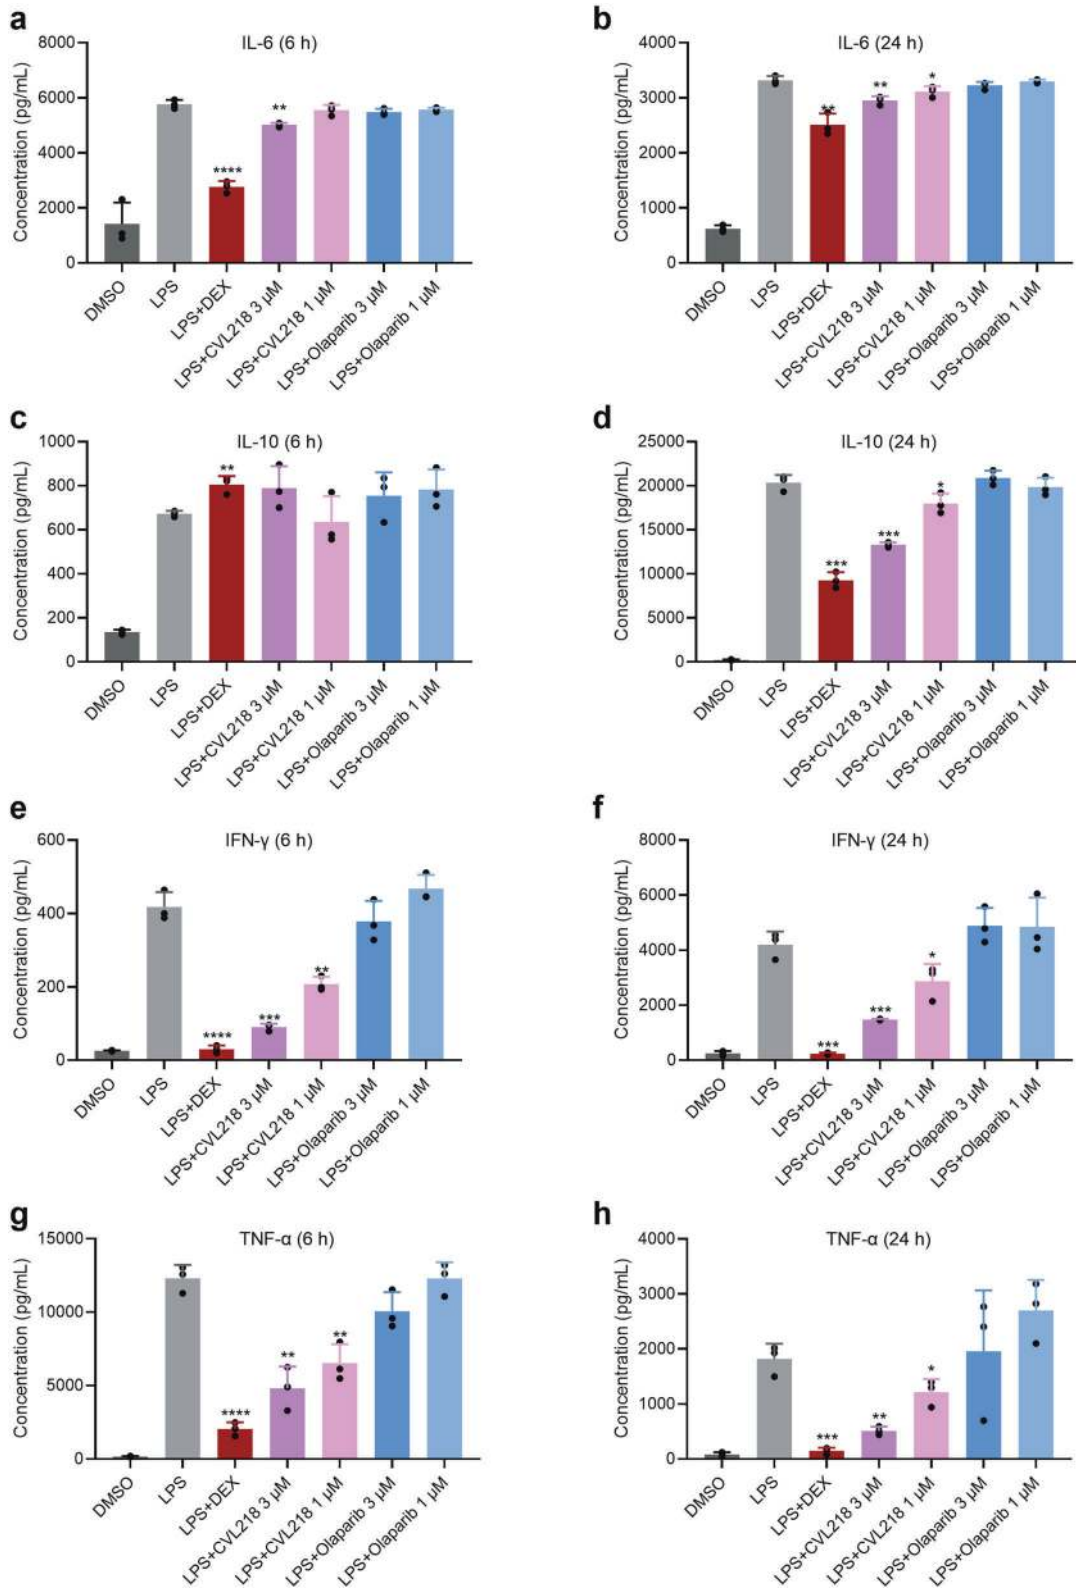 a
IL-6 (6 h)
Concentration (pg/mL)
8000
6000
4000
2000
0
**
****
DMSO
LPS
LPS+DEX
LPS+CVL218 3 μM
LPS+CVL218 1 μM
LPS+Olaparib 3 μM
LPS+Olaparib 1 μM
b
IL-6 (24 h)
Concentration (pg/mL)
4000
3000
2000
1000
0
**
**
*
DMSO
LPS
LPS+DEX
LPS+CVL218 3 μM
LPS+CVL218 1 μM
LPS+Olaparib 3 μM
LPS+Olaparib 1 μM
c
IL-10 (6 h)
Concentration (pg/mL)
1000
800
600
400
200
0
**
DMSO
LPS
LPS+DEX
LPS+CVL218 3 μM
LPS+CVL218 1 μM
LPS+Olaparib 3 μM
LPS+Olaparib 1 μM
d
IL-10 (24 h)
Concentration (pg/mL)
25000
20000
15000
10000
5000
0
***
***
*
DMSO
LPS
LPS+DEX
LPS+CVL218 3 μM
LPS+CVL218 1 μM
LPS+Olaparib 3 μM
LPS+Olaparib 1 μM
e
IFN-γ (6 h)
Concentration (pg/mL)
600
400
200
0
****
***
**
DMSO
LPS
LPS+DEX
LPS+CVL218 3 μM
LPS+CVL218 1 μM
LPS+Olaparib 3 μM
LPS+Olaparib 1 μM
f
IFN-γ (24 h)
Concentration (pg/mL)
8000
6000
4000
2000
0
***
***
*
DMSO
LPS
LPS+DEX
LPS+CVL218 3 μM
LPS+CVL218 1 μM
LPS+Olaparib 3 μM
LPS+Olaparib 1 μM
g
TNF-α (6 h)
Concentration (pg/mL)
15000
10000
5000
0
****
**
**
DMSO
LPS
LPS+DEX
LPS+CVL218 3 μM
LPS+CVL218 1 μM
LPS+Olaparib 3 μM
LPS+Olaparib 1 μM
h
TNF-α (24 h)
Concentration (pg/mL)
4000
3000
2000
1000
0
***
**
*
DMSO
LPS
LPS+DEX
LPS+CVL218 3 μM
LPS+CVL218 1 μM
LPS+Olaparib 3 μM
LPS+Olaparib 1 μM